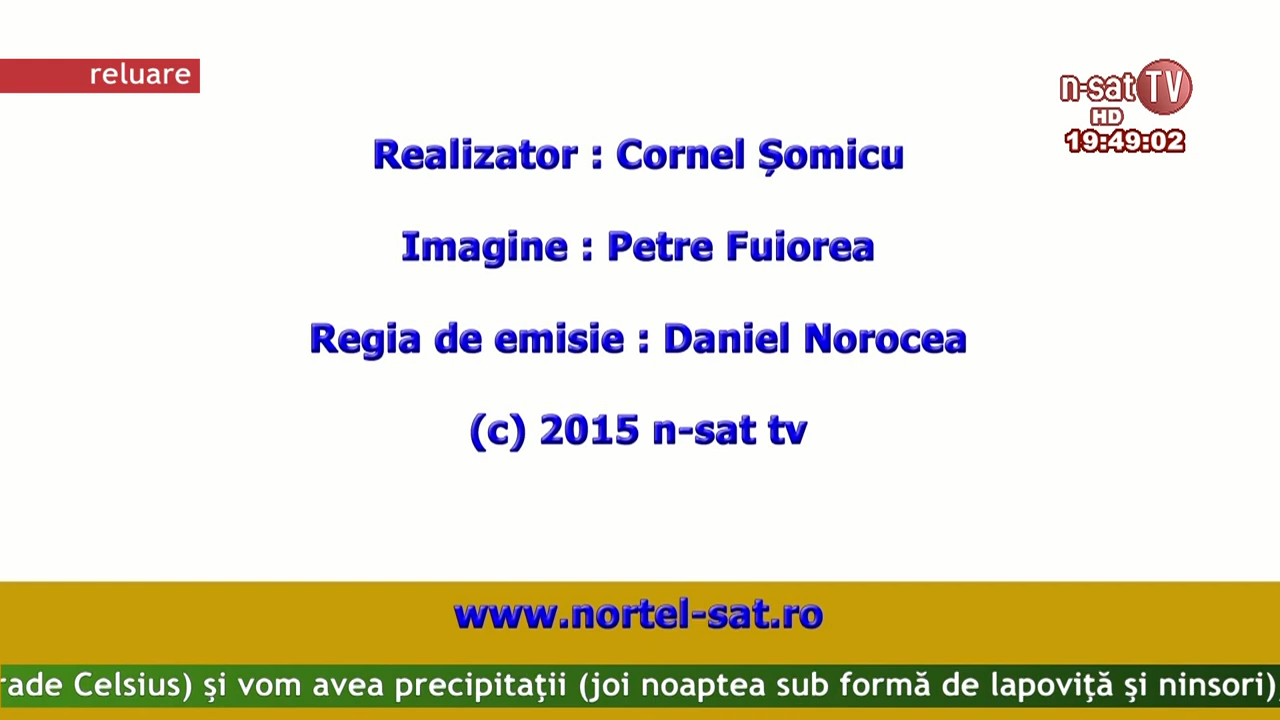 reluare
n-sat TV
HD
19:49:02
Realizator : Cornel Șomicu
Imagine : Petre Fuiorea
Regia de emisie : Daniel Norocea
(c) 2015 n-sat tv
www.nortel-sat.ro
rade Celsius) şi vom avea precipitaţii (joi noaptea sub formă de lapoviţă şi ninsori)